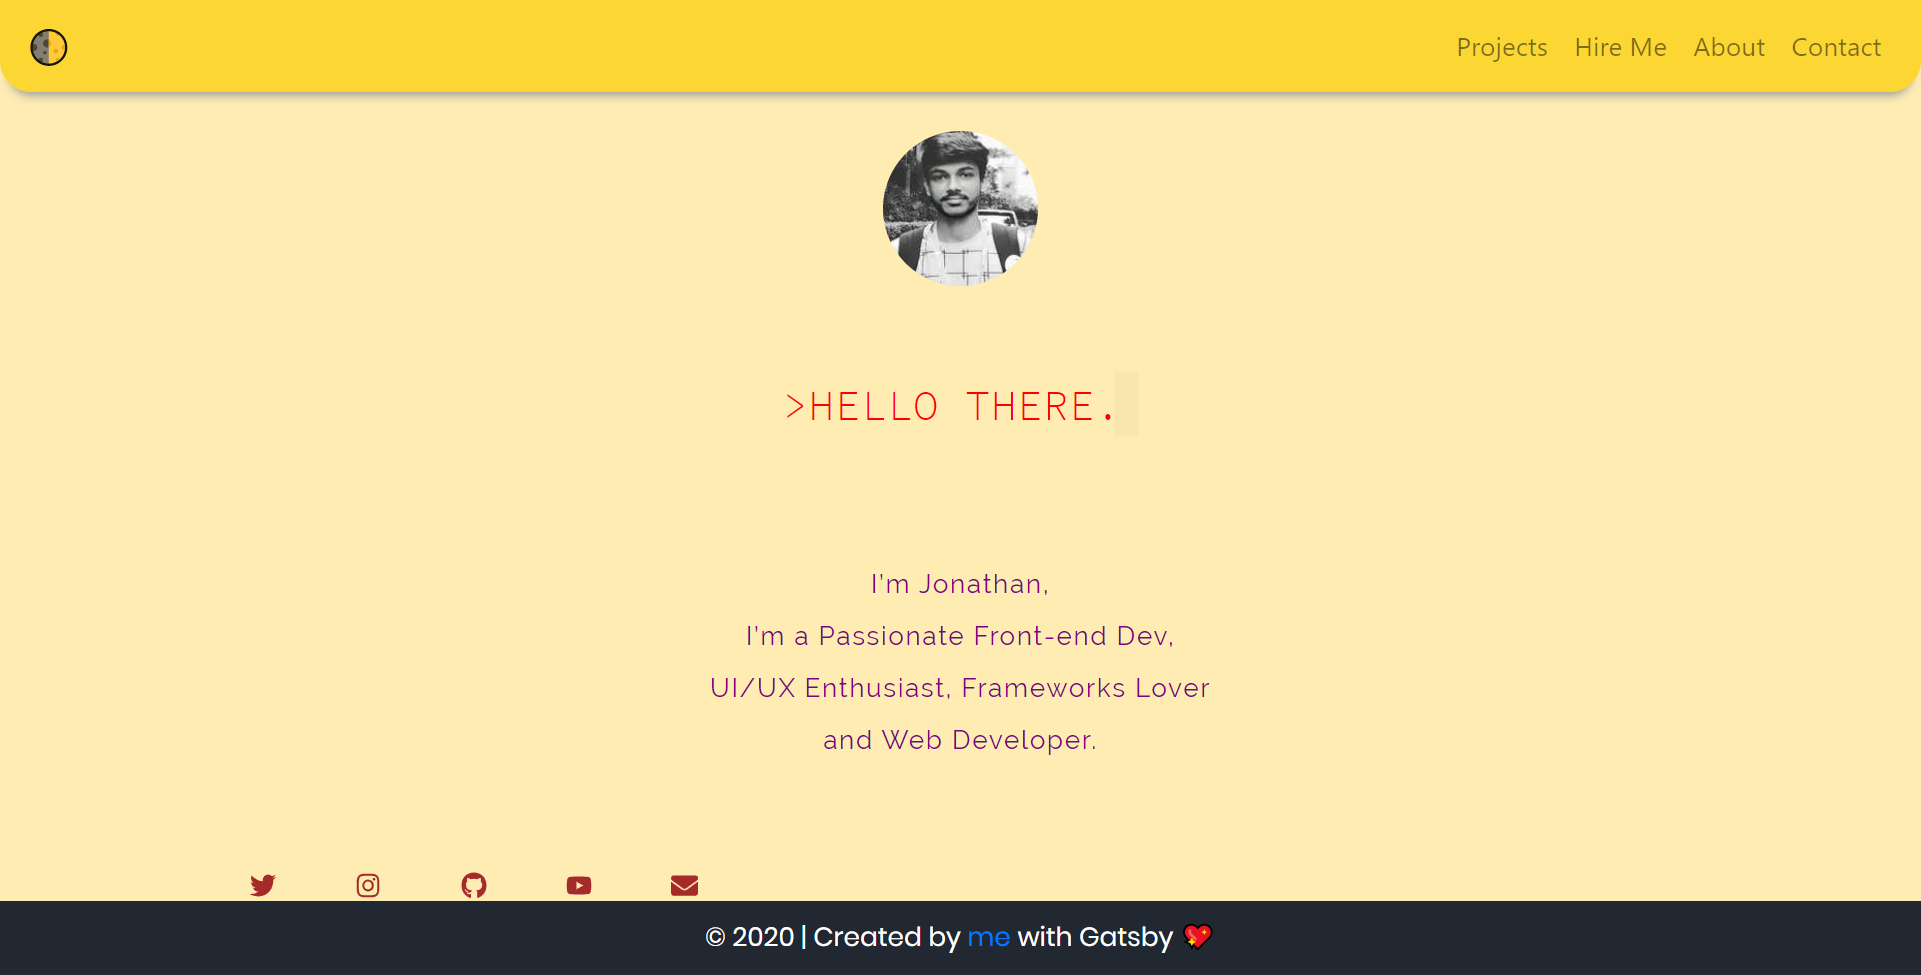 Projects Hire Me About Contact
>HELLO THERE.
I'm Jonathan,
I'm a Passionate Front-end Dev,
UI/UX Enthusiast, Frameworks Lover
and Web Developer.
© 2020 | Created by me with Gatsby 💖